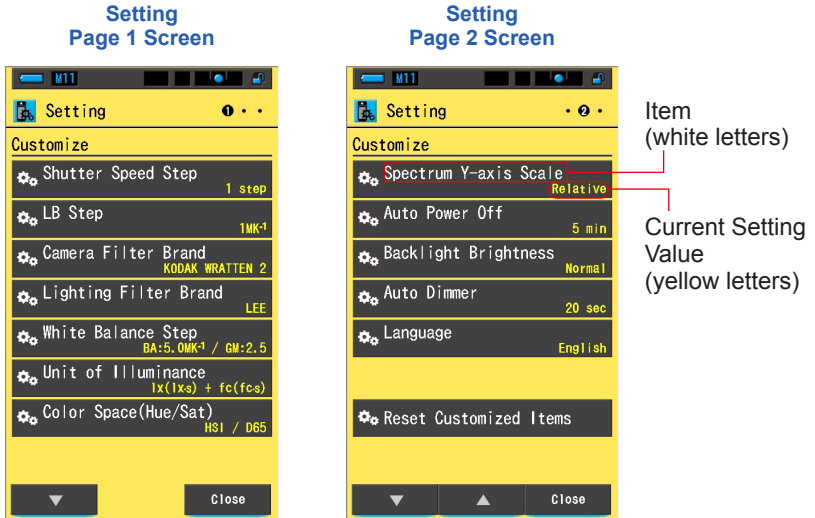 Setting
Page 1 Screen
M11
Setting
❶ · ·
Customize
Shutter Speed Step
1 step
LB Step
1MK⁻¹
Camera Filter Brand
KODAK WRATTEN 2
Lighting Filter Brand
LEE
White Balance Step
BA:5.0MK⁻¹ / GM:2.5
Unit of Illuminance
lx(lx·s) + fc(fc·s)
Color Space(Hue/Sat)
HSI / D65
▼
Close
Setting
Page 2 Screen
M11
Setting
· ❷ ·
Customize
Spectrum Y-axis Scale
Relative
Auto Power Off
5 min
Backlight Brightness
Normal
Auto Dimmer
20 sec
Language
English
Reset Customized Items
▼
▲
Close
Item
(white letters)
Current Setting
Value
(yellow letters)